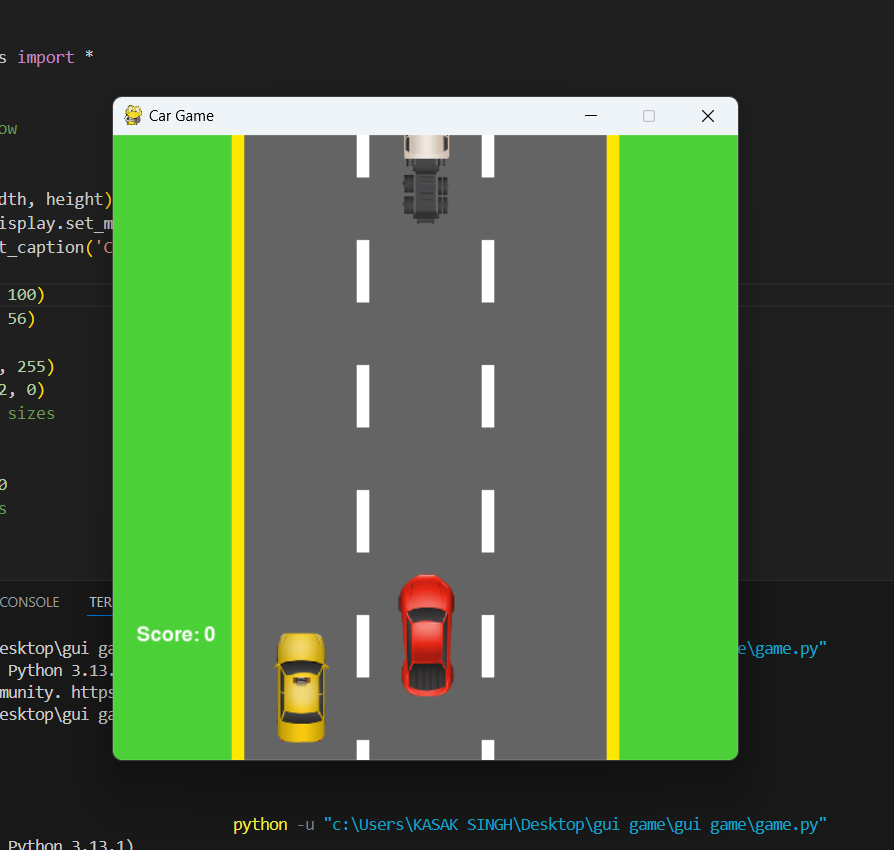 s import *
Car Game
ow
dth, height)
isplay.set_m
t_caption('C
100)
56)
, 255)
2, 0)
sizes
0
s
CONSOLE TER
Score: 0
esktop\gui ga e\game.py"
Python 3.13.
munity. https
esktop\gui ga
python -u "c:\Users\KASAK SINGH\Desktop\gui game\gui game\game.py"
Python 3.13.1)